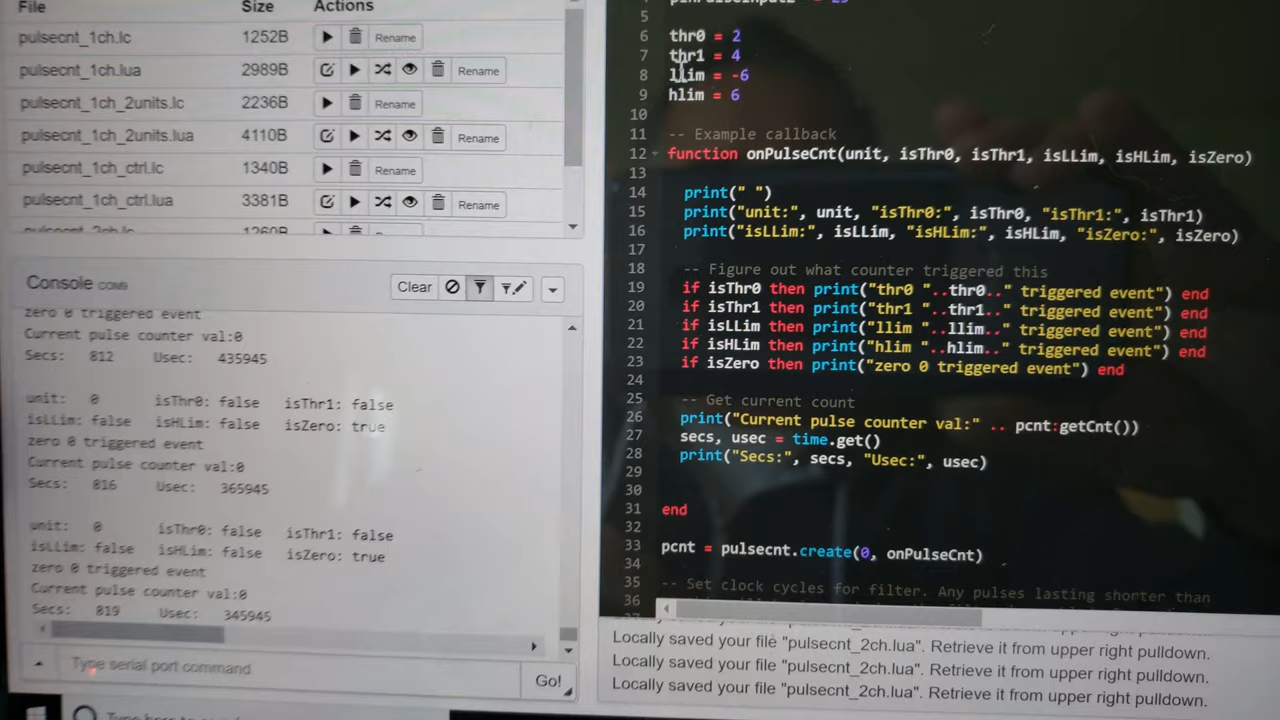 File Size Actions
pulsecnt_1ch.lc 1252B Rename
pulsecnt_1ch.lua 2989B Rename
pulsecnt_1ch_2units.lc 2236B Rename
pulsecnt_1ch_2units.lua 4110B Rename
pulsecnt_1ch_ctrl.lc 1340B Rename
pulsecnt_1ch_ctrl.lua 3381B Rename
Console COM5
Clear
zero 0 triggered event
Current pulse counter val:0
Secs: 812 Usec: 435945
unit: 0 isThr0: false isThr1: false
isLLim: false isHLim: false isZero: true
zero 0 triggered event
Current pulse counter val:0
Secs: 816 Usec: 365945
unit: 0 isThr0: false isThr1: false
isLLim: false isHLim: false isZero: true
zero 0 triggered event
Current pulse counter val:0
Secs: 819 Usec: 345945
Type serial port command Go!
5
6 thr0 = 2
7 thr1 = 4
8 llim = -6
9 hlim = 6
10
11 -- Example callback
12 function onPulseCnt(unit, isThr0, isThr1, isLLim, isHLim, isZero)
13
14 print(" ")
15 print("unit:", unit, "isThr0:", isThr0, "isThr1:", isThr1)
16 print("isLLim:", isLLim, "isHLim:", isHLim, "isZero:", isZero)
17
18 -- Figure out what counter triggered this
19 if isThr0 then print("thr0 "..thr0.." triggered event") end
20 if isThr1 then print("thr1 "..thr1.." triggered event") end
21 if isLLim then print("llim "..llim.." triggered event") end
22 if isHLim then print("hlim "..hlim.." triggered event") end
23 if isZero then print("zero 0 triggered event") end
24
25 -- Get current count
26 print("Current pulse counter val:" .. pcnt:getCnt())
27 secs, usec = time.get()
28 print("Secs:", secs, "Usec:", usec)
29
30
31 end
32
33 pcnt = pulsecnt.create(0, onPulseCnt)
34
35 -- Set clock cycles for filter. Any pulses lasting shorter than
36
Locally saved your file "pulsecnt_2ch.lua". Retrieve it from upper right pulldown.
Locally saved your file "pulsecnt_2ch.lua". Retrieve it from upper right pulldown.
Locally saved your file "pulsecnt_2ch.lua". Retrieve it from upper right pulldown.